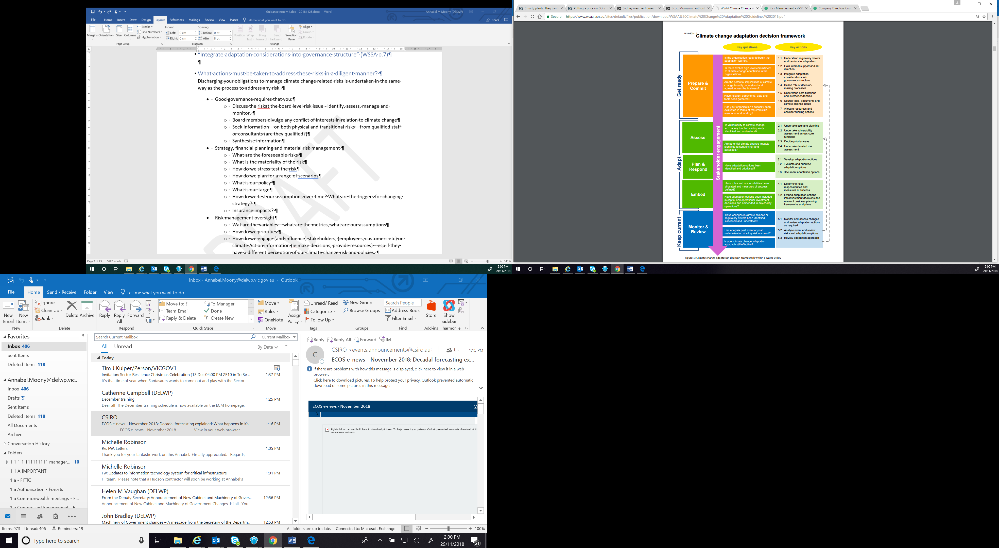 Guidance note v 4.doc - 20181128.docx - Word
Annabel M Moony (DELWP)
File Home Insert Draw Design Layout References Mailings Review View Places Tell me what you want to do
Share
Margins Orientation Size Columns
Breaks
Line Numbers
Hyphenation
Page Setup
Indent
Left: 0 cm
Right: 0 cm
Spacing
Before: 0 pt
After: 8 pt
Paragraph
Position Wrap Text Bring Forward Send Backward Selection Pane
Align
Group
Rotate
Arrange
"Integrate adaptation considerations into governance structure" (WSSA p.7)¶
¶
What actions must be taken to address these risks in a diligent manner? ¶
Discharging your obligations to manage climate change related risks is undertaken in the same
way as the process to address any risk. ¶
Good governance requires that you:¶
Discuss the riskat the board level risk issue - identify, assess, manage and
monitor. ¶
Board members divulge any conflict of interests in relation to climate change¶
Seek information – on both physical and transitional risks – from qualified staff
or consultants (are they qualified?)¶
Synthesise information¶
Strategy, financial planning and material risk management ¶
What are the foreseeable risks ¶
What is the materiality of the risk¶
How do we stress test the risk¶
How do we plan for a range of scenarios¶
What is our policy ¶
What is our targe¶
How do we test our assumptions over time? What are the triggers for changing
strategy? ¶
Insurance impacts? ¶
Risk management oversight¶
Wat are the variables – what are the metrics, what are our assumptions¶
How do we priorities ¶
How do we engage (and influence) stakeholders, (employees, customers etc) on
climate Act on information (ie make decisions, provide resources) – esp if they
have a different perception of our climate change risk and policies. ¶
DRAFT
Page 7 of 23 5692 words
141%
2:00 PM
29/11/2018
NS Smarty plants: They can
NS Putting a price on CO is
Sydney weather figures
Scott Morrison's authorit
WSAA Climate Change A
Risk Management - VPS
Company Directors Cour
Secure https://www.wsaa.asn.au/sites/default/files/publication/download/WSAA%20Climate%20Change%20Adaptation%20Guidelines%202016.pdf
WSA-303-1.2
Climate change adaptation decision framework
Key questions Key actions
Get ready
Prepare &
Commit
Is the organisation ready to begin the
adaptation journey?
Is there explicit high level commitment
to climate change adaptation in the
organisation?
Are the potential implications of climate
change broadly understood and
agreed across the business?
Have relevant documents, data and
tools been gathered?
Has your organisation's capacity been
evaluated in terms of required skills,
resources and funding?
1.1 Understand regulatory drivers
and barriers to adaptation
1.2 Gain internal support and set
direction
1.3 Integrate adaptation
considerations into
governance structure
1.4 Define robust decision-
making processes
1.5 Understand core functions
and interdependencies
1.6 Source tools, documents and
climate science inputs
1.7 Allocate resources and
consider funding options
Stakeholder engagement
Adapt
Assess
Is vulnerability to climate change
across key functions adequately
identified and understood?
Are potential climate change impacts
identified (extent/timing) and
assessed?
2.1 Undertake scenario planning
2.2 Undertake vulnerability
assessment across core
functions
2.3 Decide priority areas
2.4 Undertake detailed risk
assessment
Plan &
Respond
Have adaptation options been
identified and prioritised?
3.1 Develop adaptation options
3.2 Evaluate and prioritise
adaptation options
3.3 Document adaptation options
Embed
Have roles and responsibilities been
allocated and measures of success
defined?
Have adaptation options been included
in capital and operational investment
decisions and embedded in day-to-day
operations?
4.1 Determine roles,
responsibilities and
measures of success
4.2 Embed adaptation options
into investment decisions and
relevant business planning
frameworks and plans
Keep current
Monitor &
Review
Have changes in climate science or
regulatory drivers been identified,
assessed and understood?
Has analysis post event or post
materialisation of a key risk occurred?
Is your climate change adaptation
approach still effective?
5.1 Monitor and assess changes
and revise adaptation options
as required
5.2 Analyse event and review
risks and adaptation options
5.3 Review adaptation approach
Figure 1: Climate change adaptation decision-framework within a water utility
2:00 PM
29/11/2018
Inbox - Annabel.Moony@delwp.vic.gov.au - Outlook
File Home Send / Receive Folder View Tell me what you want to do
New Email New Items
New
Ignore
Clean Up
Junk
Delete Archive
Delete
Reply Reply All Forward
Respond
Move to: ? To Manager
Team Email Done
Reply & Delete Create New
Quick Steps
Move
Rules
OneNote
Move
Assign Policy
Unread/ Read
Categorize
Follow Up
Tags
New Group
Browse Groups
Groups
Search People
Address Book
Filter Email
Find
Store
Add-ins
Show Sidebar
harmon.ie
Favorites
Inbox 406
Sent Items
Deleted Items 118
Annabel.Moony@delwp.vic...
Inbox 406
Drafts [5]
Sent Items
Deleted Items 118
All Documents
Archive
Conversation History
Folders
1 1 1 1 111111111 manager... 10
1 1 A IMPORTANT
1 a - FITTC
1 a Authorisation - Forests
1 a Commonwealth meetings - F...
1 a Comms and Engagement - F
Search Current Mailbox
Current Mailbox
All Unread
By Date
Today
Tim J Kuiper/Person/VICGOV1
Invitation: Sector Resilience Christmas Celebration (13 Dec 04:00 PM ZE10 in To Be ... 1:37 PM
It's that time of year when Santasaurs wants to come out and play with the Sector
Catherine Campbell (DELWP)
December training 1:25 PM
Dear all The December training schedule is now available on the ECM homepage.
CSIRO
ECOS e-news - November 2018: Decadal forecasting explained; What happens in Ka... 1:16 PM
ECOS e-news - November 2018 View in your web browser
Michelle Robinson
Re: FW: Letters 1:05 PM
Thank you for your fantastic work on this Annabel. Greatly appreciated. Regards,
Michelle Robinson
Fw: Updates to information technology system for critical infrastructure 1:01 PM
Hi team, Please note that a Hudson contractor will soon be working at Annabel's
Helen M Vaughan (DELWP)
From the Deputy Secretary: Announcement of New Cabinet and Machinery of Gover... 12:56 PM
Announcement of New Cabinet and Machinery of Government Changes Hi all, You
John Bradley (DELWP)
Machinery of Government changes – A message from the Secretary of the Departm... 12:53 PM
Reply Reply All Forward IM
C
CSIRO <events.announcements@csiro.au>
1 1:15 PM
ECOS e-news - November 2018: Decadal forecasting ex...
If there are problems with how this message is displayed, click here to view it in a web
browser.
Click here to download pictures. To help protect your privacy, Outlook prevented automatic
download of some pictures in this message.
ECOS e-news - November 2018
Vi
Right-click or tap and hold here to download pictures. To help protect your privacy, Outlook prevented automatic download of th
sunset over wetlands
Items: 973 Unread: 406 Reminders: 19
All folders are up to date. Connected to: Microsoft Exchange
100%
Type here to search
2:00 PM
29/11/2018
21